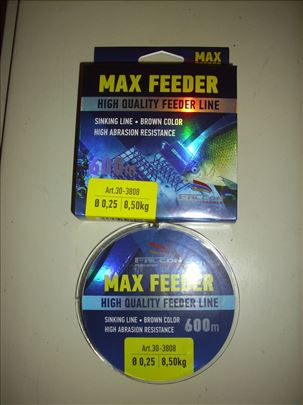 MAX
MAX FEEDER
HIGH QUALITY FEEDER LINE
SINKING LINE • BROWN COLOR
HIGH ABRASION RESISTANCE
600m
Art.30-3808
Ø 0,25 8,50kg
FALCON
MAX FEEDER
HIGH QUALITY FEEDER LINE
SINKING LINE • BROWN COLOR
HIGH ABRASION RESISTANCE
600m
Art.30-3808
Ø 0,25 8,50kg